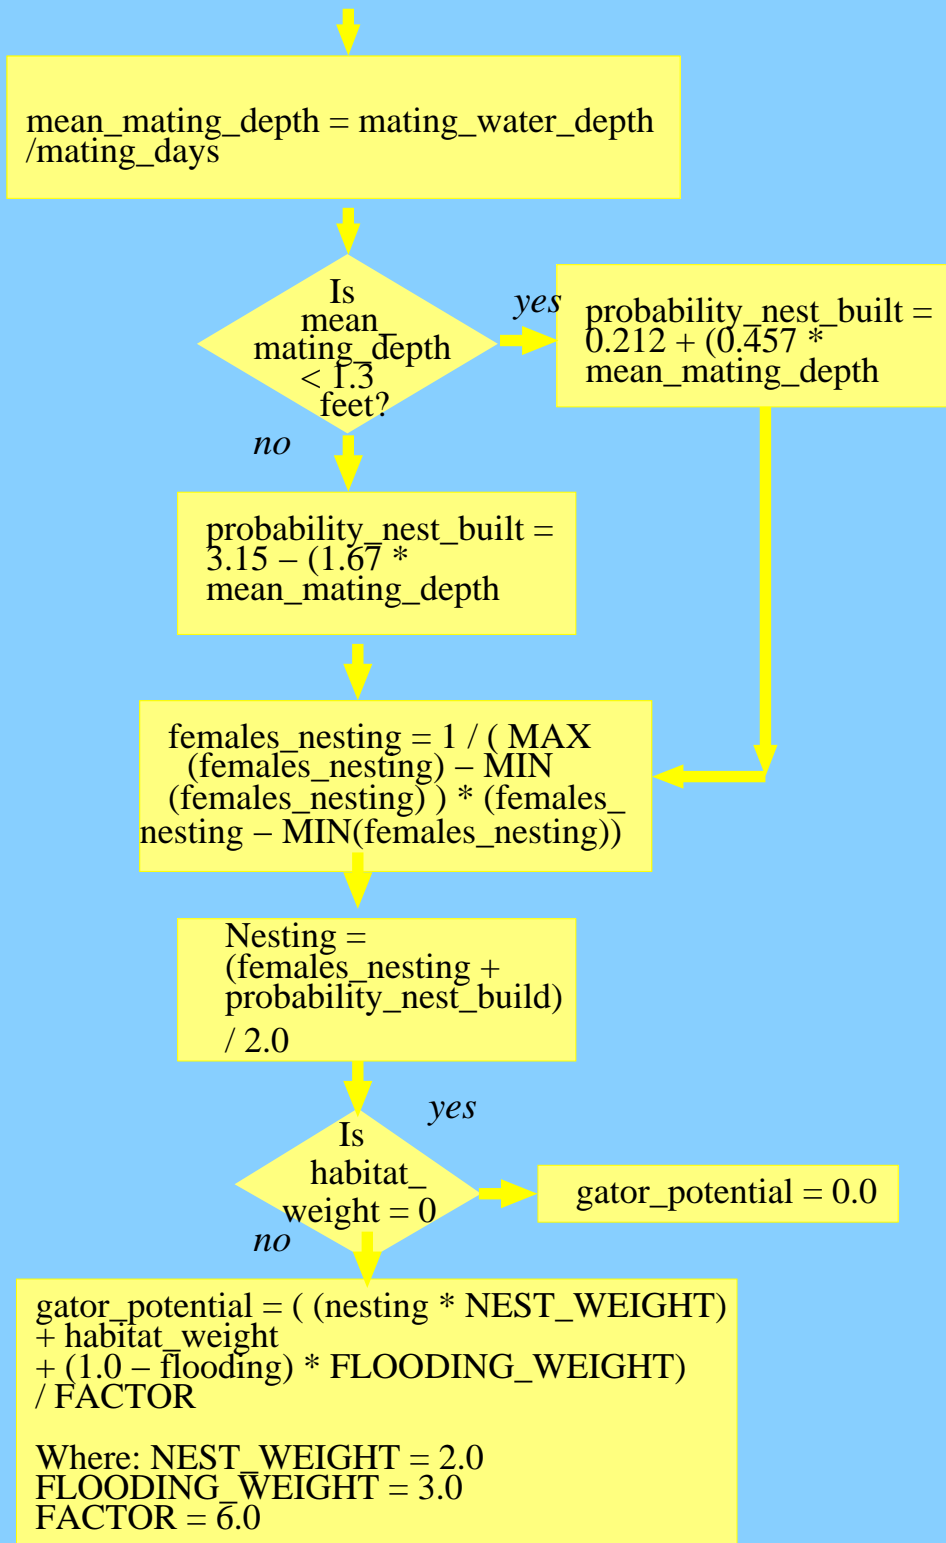 mean_mating_depth = mating_water_depth
/mating_days
Is
mean_
mating_depth
< 1.3
feet?
yes
probability_nest_built =
0.212 + (0.457 *
mean_mating_depth
no
probability_nest_built =
3.15 – (1.67 *
mean_mating_depth
females_nesting = 1 / ( MAX
(females_nesting) – MIN
(females_nesting) ) * (females_
nesting – MIN(females_nesting))
Nesting =
(females_nesting +
probability_nest_build)
/ 2.0
yes
Is
habitat_
weight = 0
gator_potential = 0.0
no
gator_potential = ( (nesting * NEST_WEIGHT)
+ habitat_weight
+ (1.0 – flooding) * FLOODING_WEIGHT)
/ FACTOR
Where: NEST_WEIGHT = 2.0
FLOODING_WEIGHT = 3.0
FACTOR = 6.0